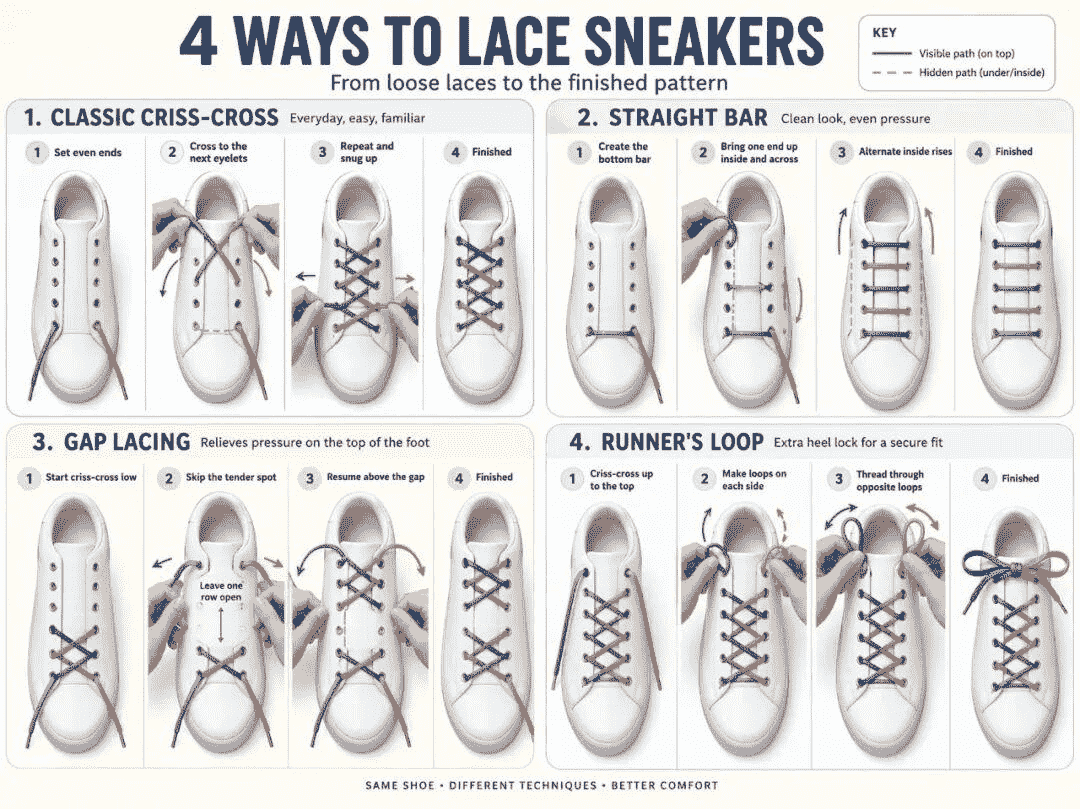 4 WAYS TO LACE SNEAKERS
From loose laces to the finished pattern
KEY
Visible path (on top)
Hidden path (under/inside)
1. CLASSIC CRISS-CROSS Everyday, easy, familiar
1 Set even ends
2 Cross to the
next eyelets
3 Repeat and
snug up
4 Finished
2. STRAIGHT BAR Clean look, even pressure
1 Create the
bottom bar
2 Bring one end up
inside and across
3 Alternate inside rises
4 Finished
3. GAP LACING Relieves pressure on the top of the foot
1 Start criss-cross low
2 Skip the tender spot
Leave one
row open
3 Resume above the gap
4 Finished
4. RUNNER'S LOOP Extra heel lock for a secure fit
1 Criss-cross up
to the top
2 Make loops on
each side
3 Thread through
opposite loops
4 Finished
SAME SHOE • DIFFERENT TECHNIQUES • BETTER COMFORT